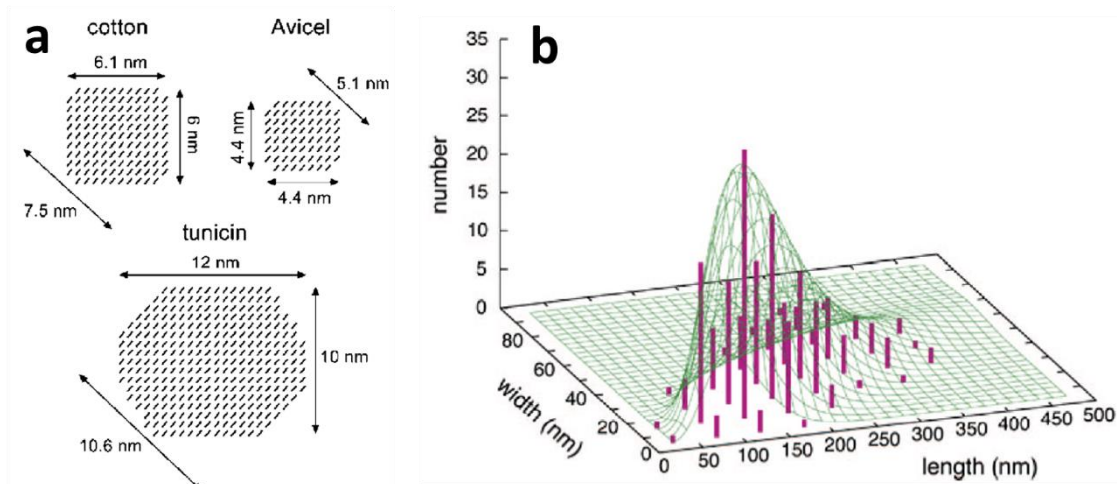 a
cotton
6.1 nm
6 nm
7.5 nm
Avicel
5.1 nm
4.4 nm
4.4 nm
tunicin
12 nm
10 nm
10.6 nm
b
number
35
30
25
20
15
10
5
0
width (nm)
80
60
40
20
0
0
50
100
150
200
250
300
350
400
450
500
length (nm)